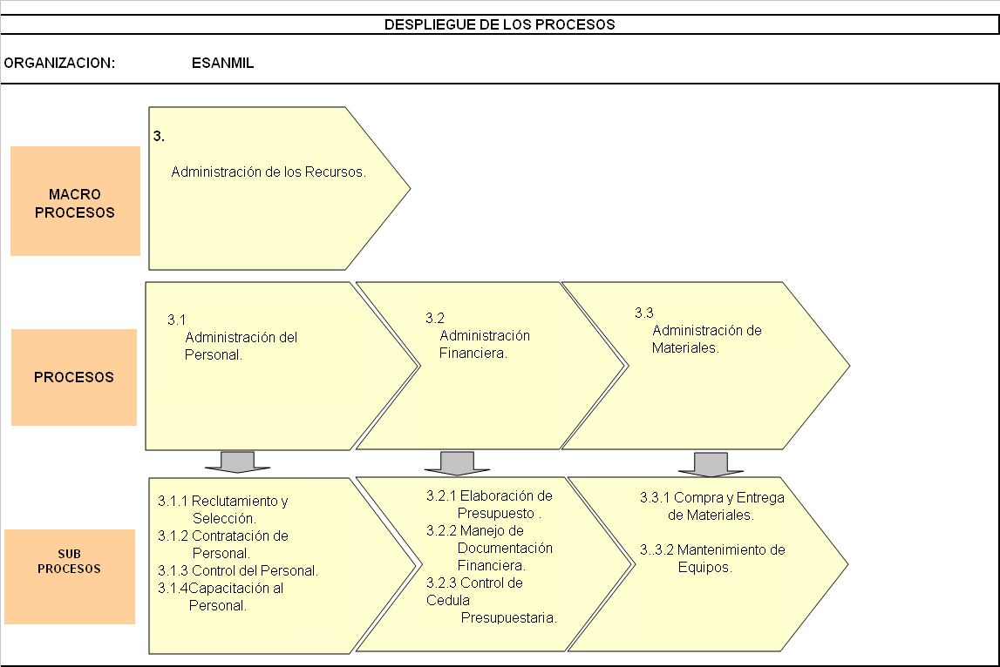 DESPLIEGUE DE LOS PROCESOS
ORGANIZACION: ESANMIL
MACRO
PROCESOS
3.
Administración de los Recursos.
PROCESOS
3.1
Administración del
Personal.
3.2
Administración
Financiera.
3.3
Administración de
Materiales.
SUB
PROCESOS
3.1.1 Reclutamiento y
Selección.
3.1.2 Contratación de
Personal.
3.1.3 Control del Personal.
3.1.4Capacitación al
Personal.
3.2.1 Elaboración de
Presupuesto .
3.2.2 Manejo de
Documentación
Financiera.
3.2.3 Control de
Cedula
Presupuestaria.
3.3.1 Compra y Entrega
de Materiales.
3..3.2 Mantenimiento de
Equipos.